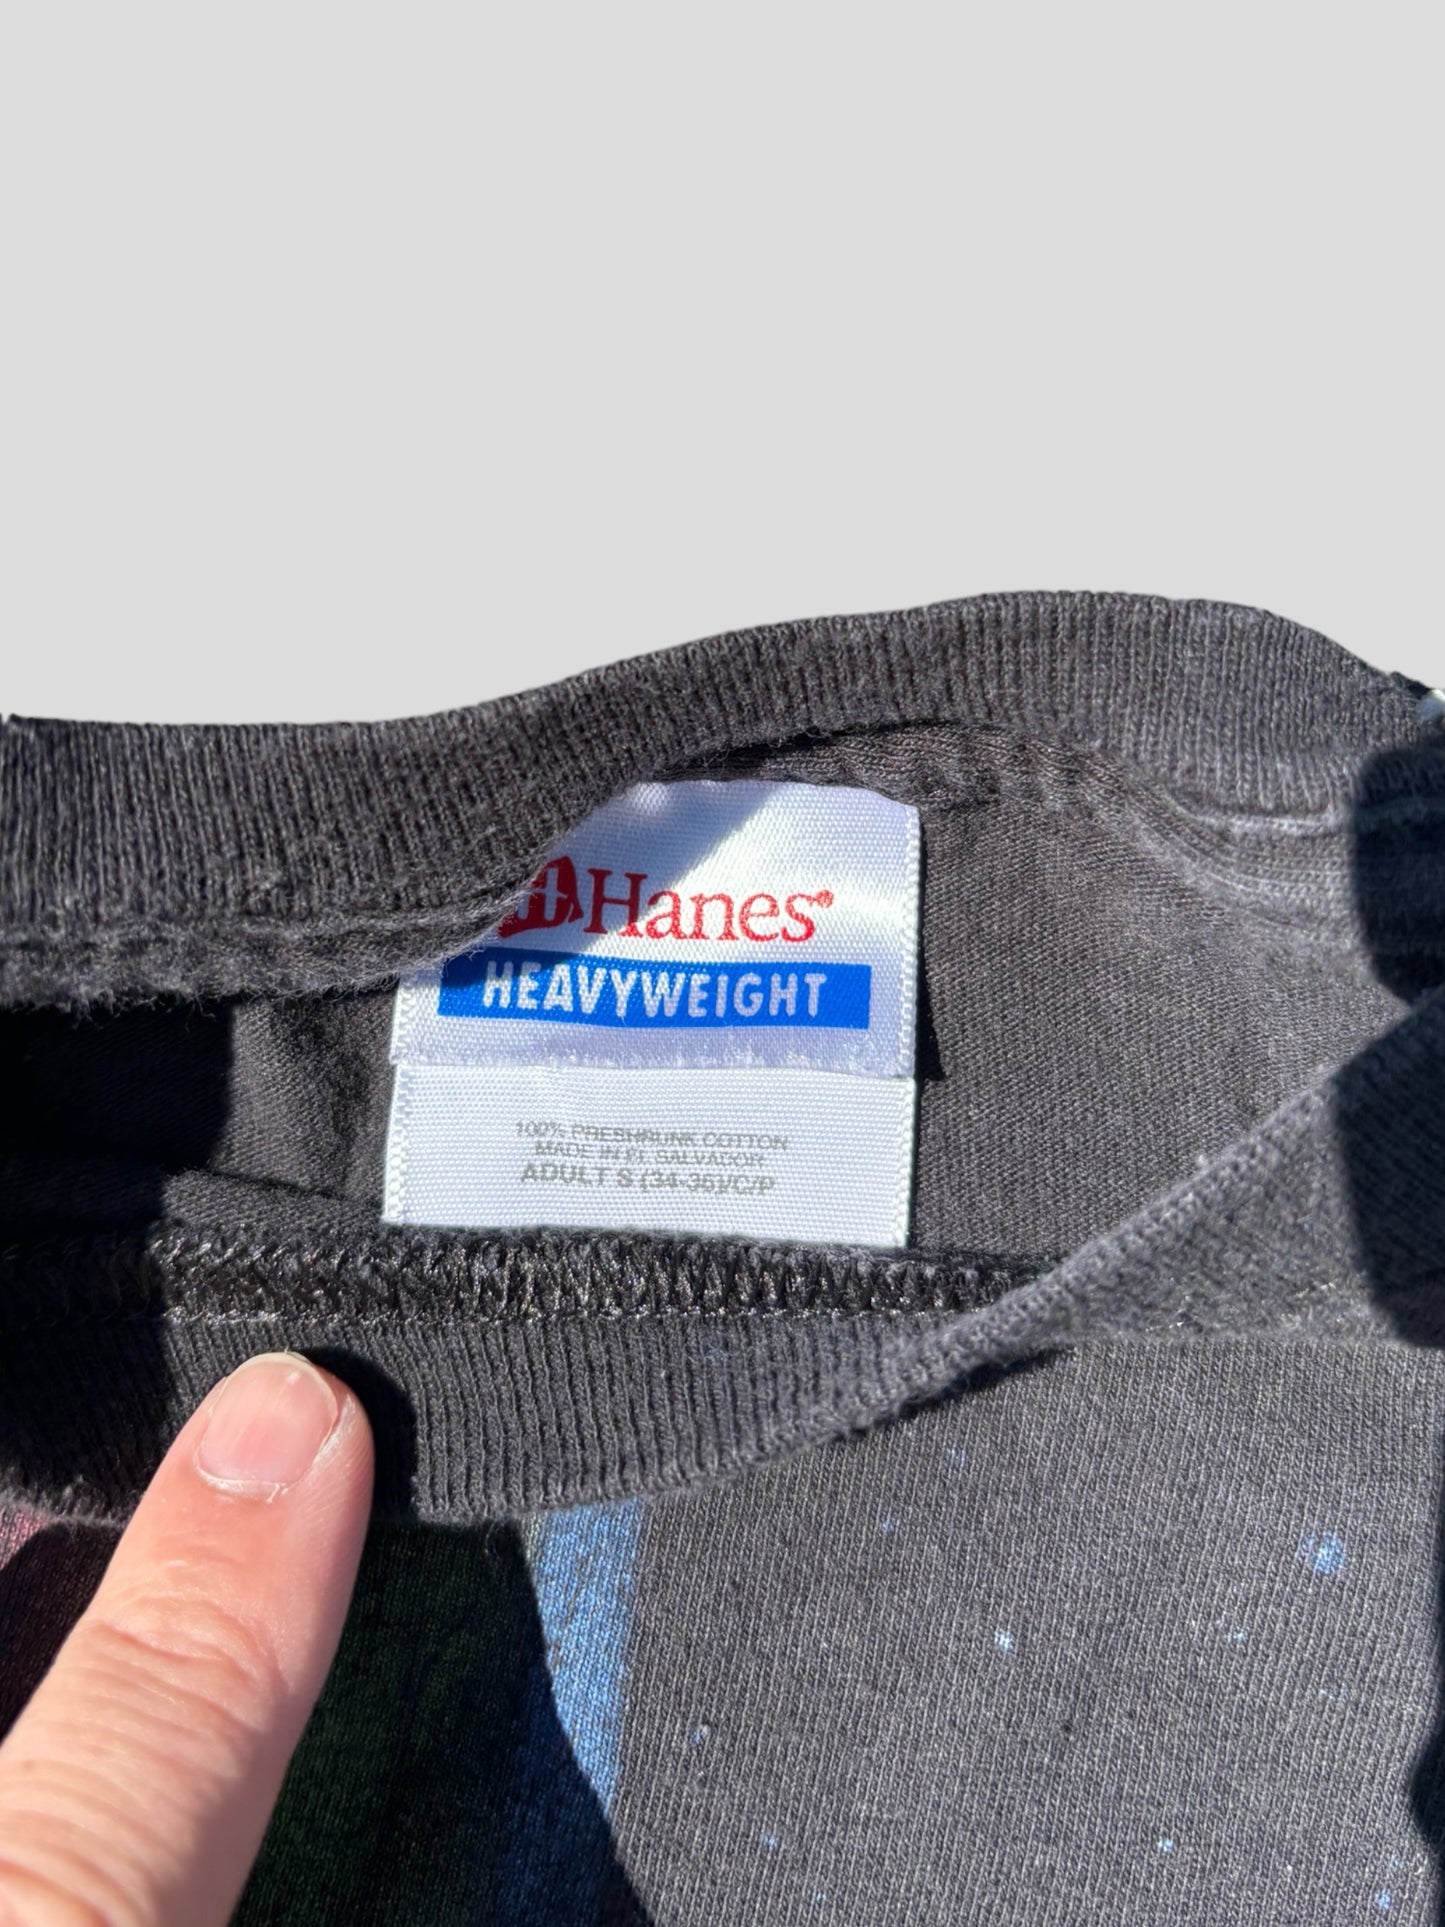 Hanes®
HEAVYWEIGHT
100% PRESHRUNK COTTON
MADE IN EL SALVADOR
ADULT S (34-36)/C/P